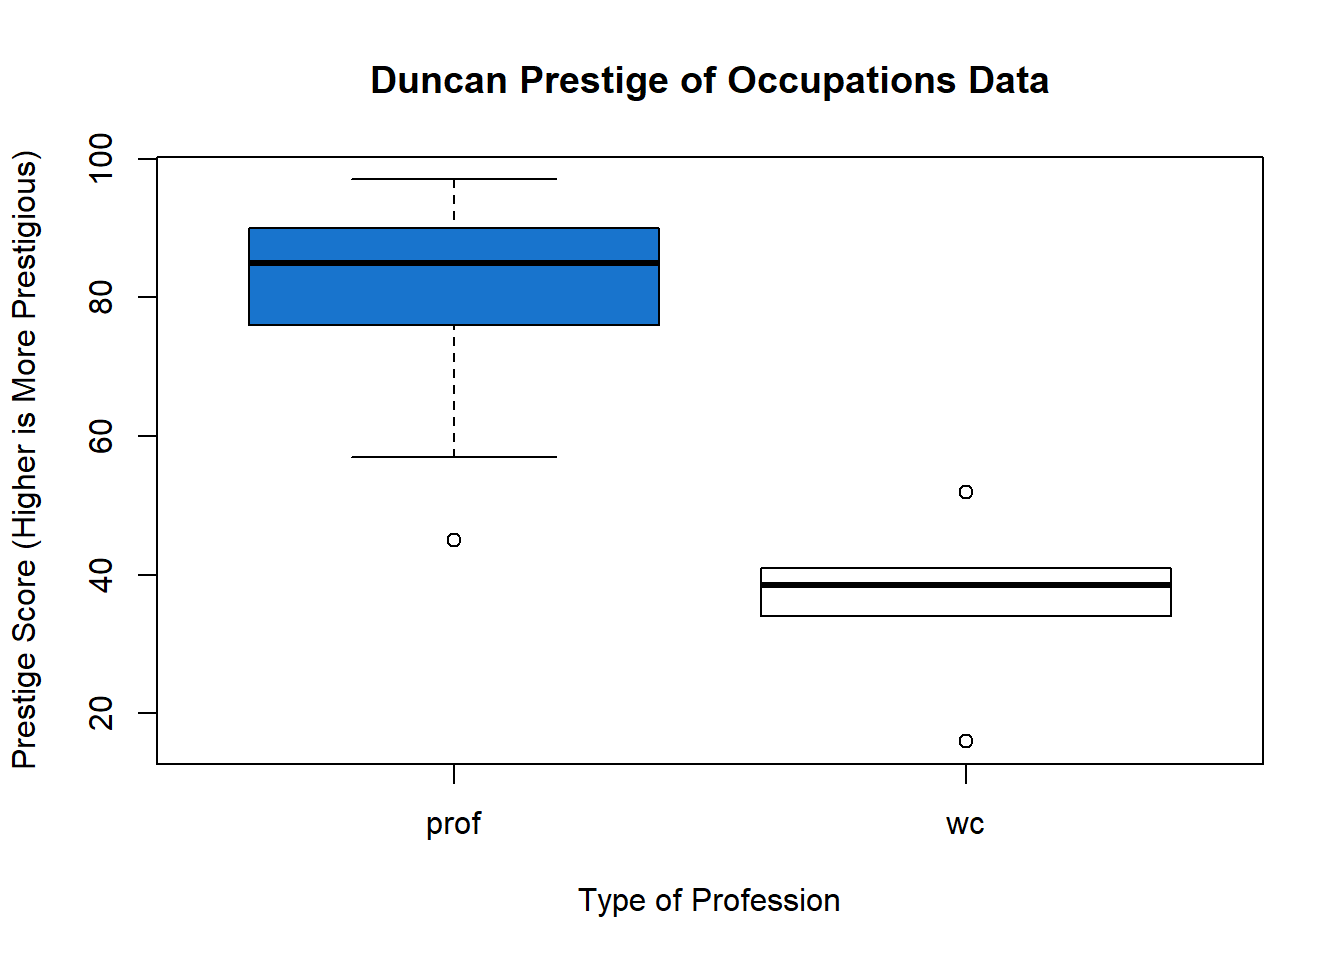 Duncan Prestige of Occupations Data
Prestige Score (Higher is More Prestigious)
100
80
60
40
20
prof
wc
Type of Profession